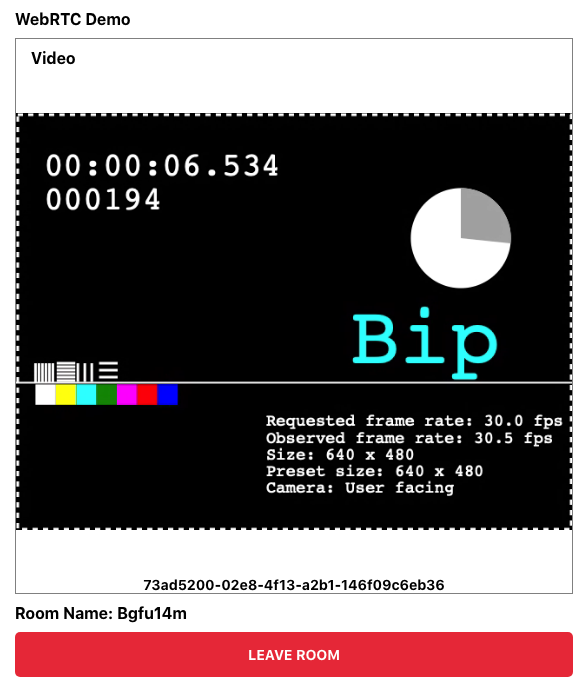 WebRTC Demo
Video
00:00:06.534
000194
Bip
Requested frame rate: 30.0 fps
Observed frame rate: 30.5 fps
Size: 640 x 480
Preset size: 640 x 480
Camera: User facing
73ad5200-02e8-4f13-a2b1-146f09c6eb36
Room Name: Bgfu14m
LEAVE ROOM